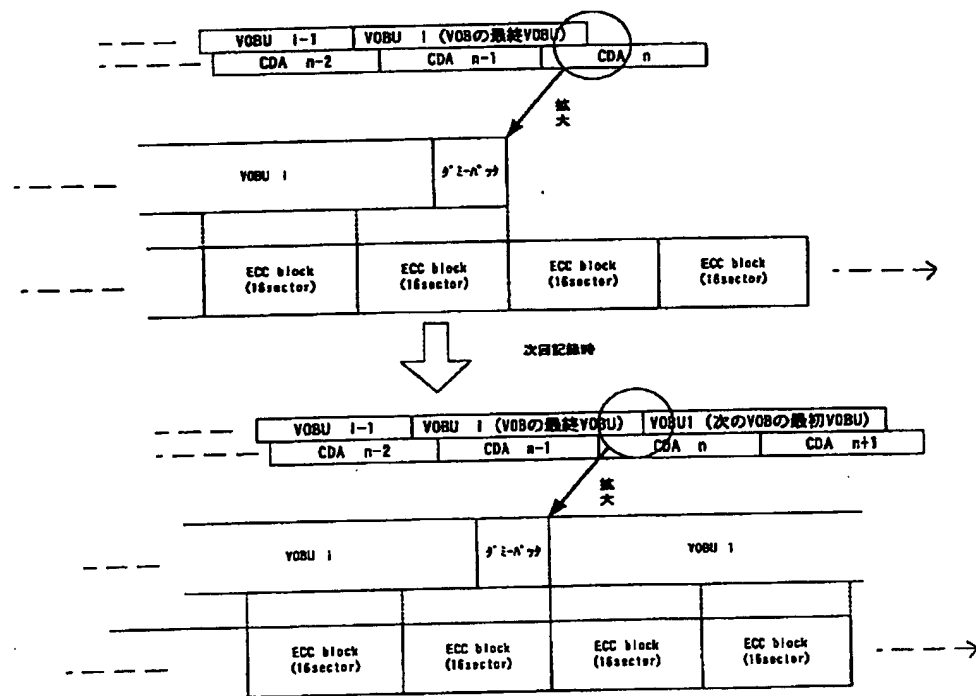 VOBU i-1 VOBU i (VOBの最終VOBU)
CDA n-2 CDA n-1 CDA n
拡大
VOBU i ダミーパック
ECC block ECC block ECC block ECC block
(16sector) (16sector) (16sector) (16sector)
次回記録時
VOBU i-1 VOBU i (VOBの最終VOBU) VOBU1 (次のVOBの最初VOBU)
CDA n-2 CDA n-1 CDA n CDA n+1
拡大
VOBU i ダミーパック VOBU 1
ECC block ECC block ECC block ECC block
(16sector) (16sector) (16sector) (16sector)